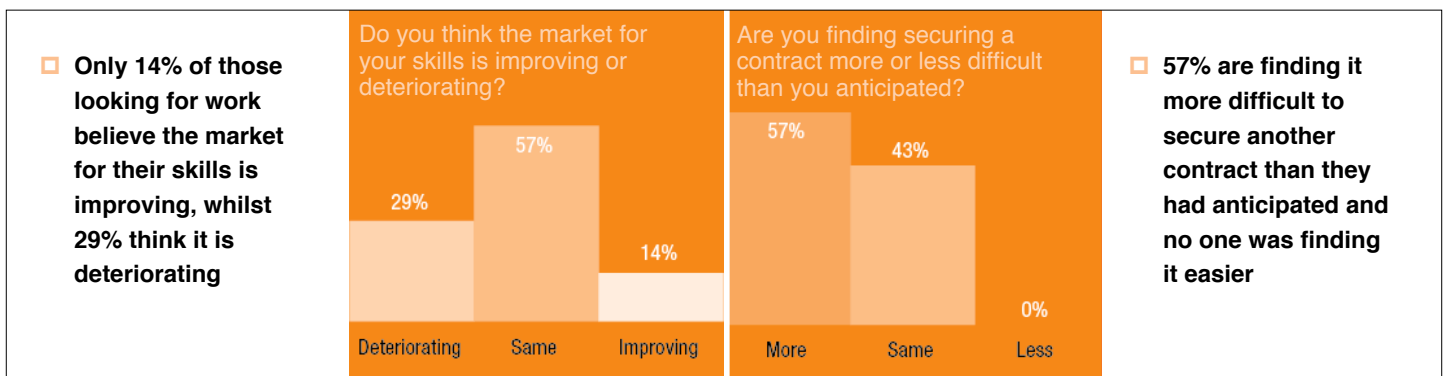 Only 14% of those
looking for work
believe the market
for their skills is
improving, whilst
29% think it is
deteriorating
Do you think the market for
your skills is improving or
deteriorating?
29%
57%
14%
Deteriorating Same Improving
Are you finding securing a
contract more or less difficult
than you anticipated?
57%
43%
0%
More Same Less
57% are finding it
more difficult to
secure another
contract than they
had anticipated and
no one was finding
it easier